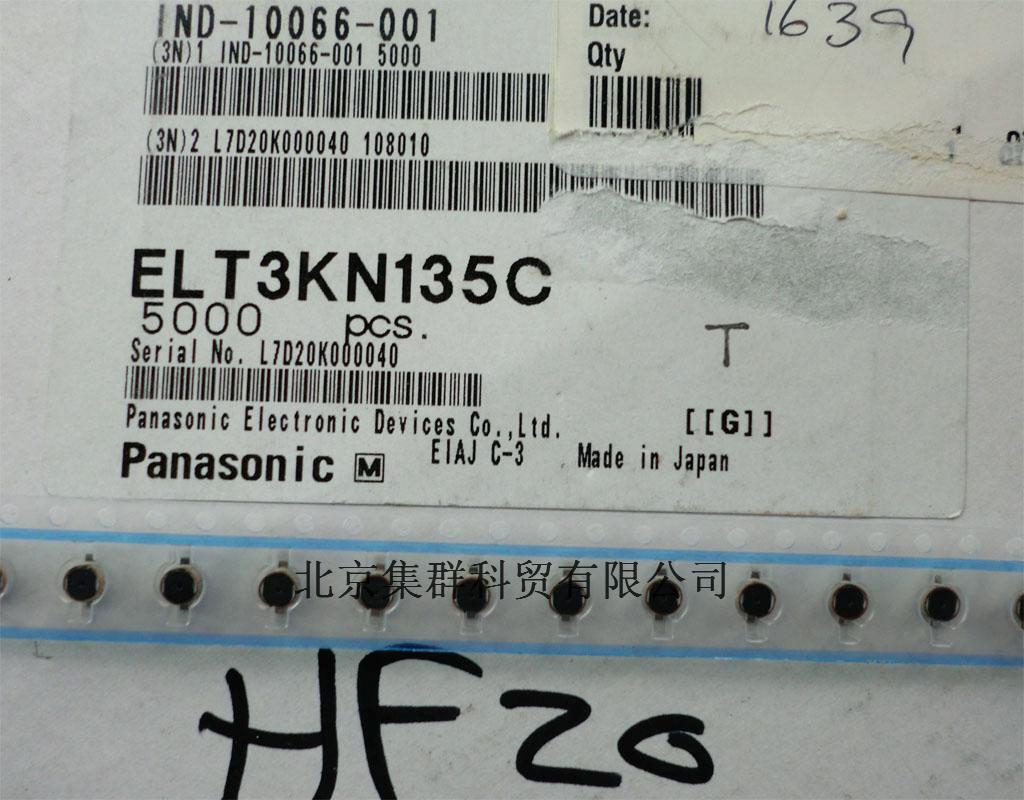 IND-10066-001
(3N)1 IND-10066-001 5000
Date: 1639
Qty
(3N)2 L7D20K000040 108010
1
ELT3KN135C
5000 pcs.
T
Serial No. L7D20K000040
Panasonic Electronic Devices Co.,Ltd.
[[G]]
Panasonic M
EIAJ C-3
Made in Japan
北京集群科贸有限公司
HF20